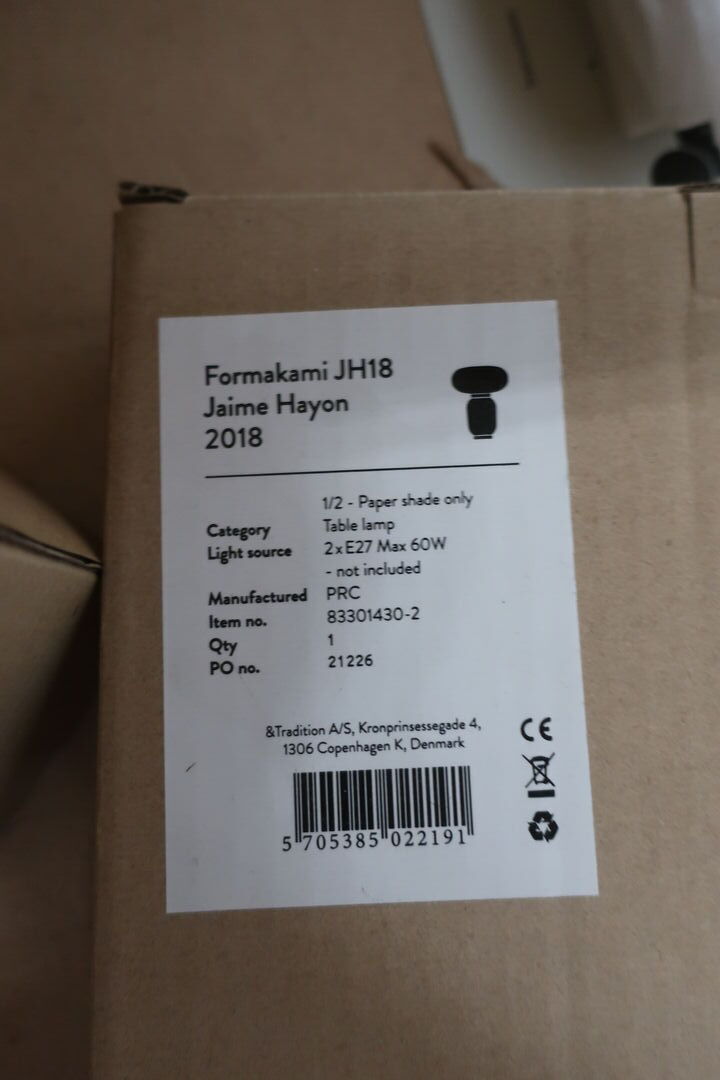 Formakami JH18
Jaime Hayon
2018
1/2 - Paper shade only
Category Table lamp
Light source 2xE27 Max 60W
- not included
Manufactured PRC
Item no. 83301430-2
Qty 1
PO no. 21226
&Tradition A/S, Kronprinsessegade 4,
1306 Copenhagen K, Denmark
CE
5 705385 022191